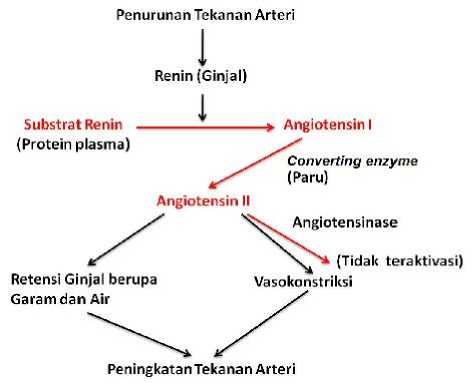 Penurunan Tekanan Arteri
Renin (Ginjal)
Substrat Renin
(Protein plasma)
Angiotensin I
Converting enzyme
(Paru)
Angiotensin II
Angiotensinase
(Tidak teraktivasi)
Retensi Ginjal berupa
Garam dan Air
Vasokonstriksi
Peningkatan Tekanan Arteri